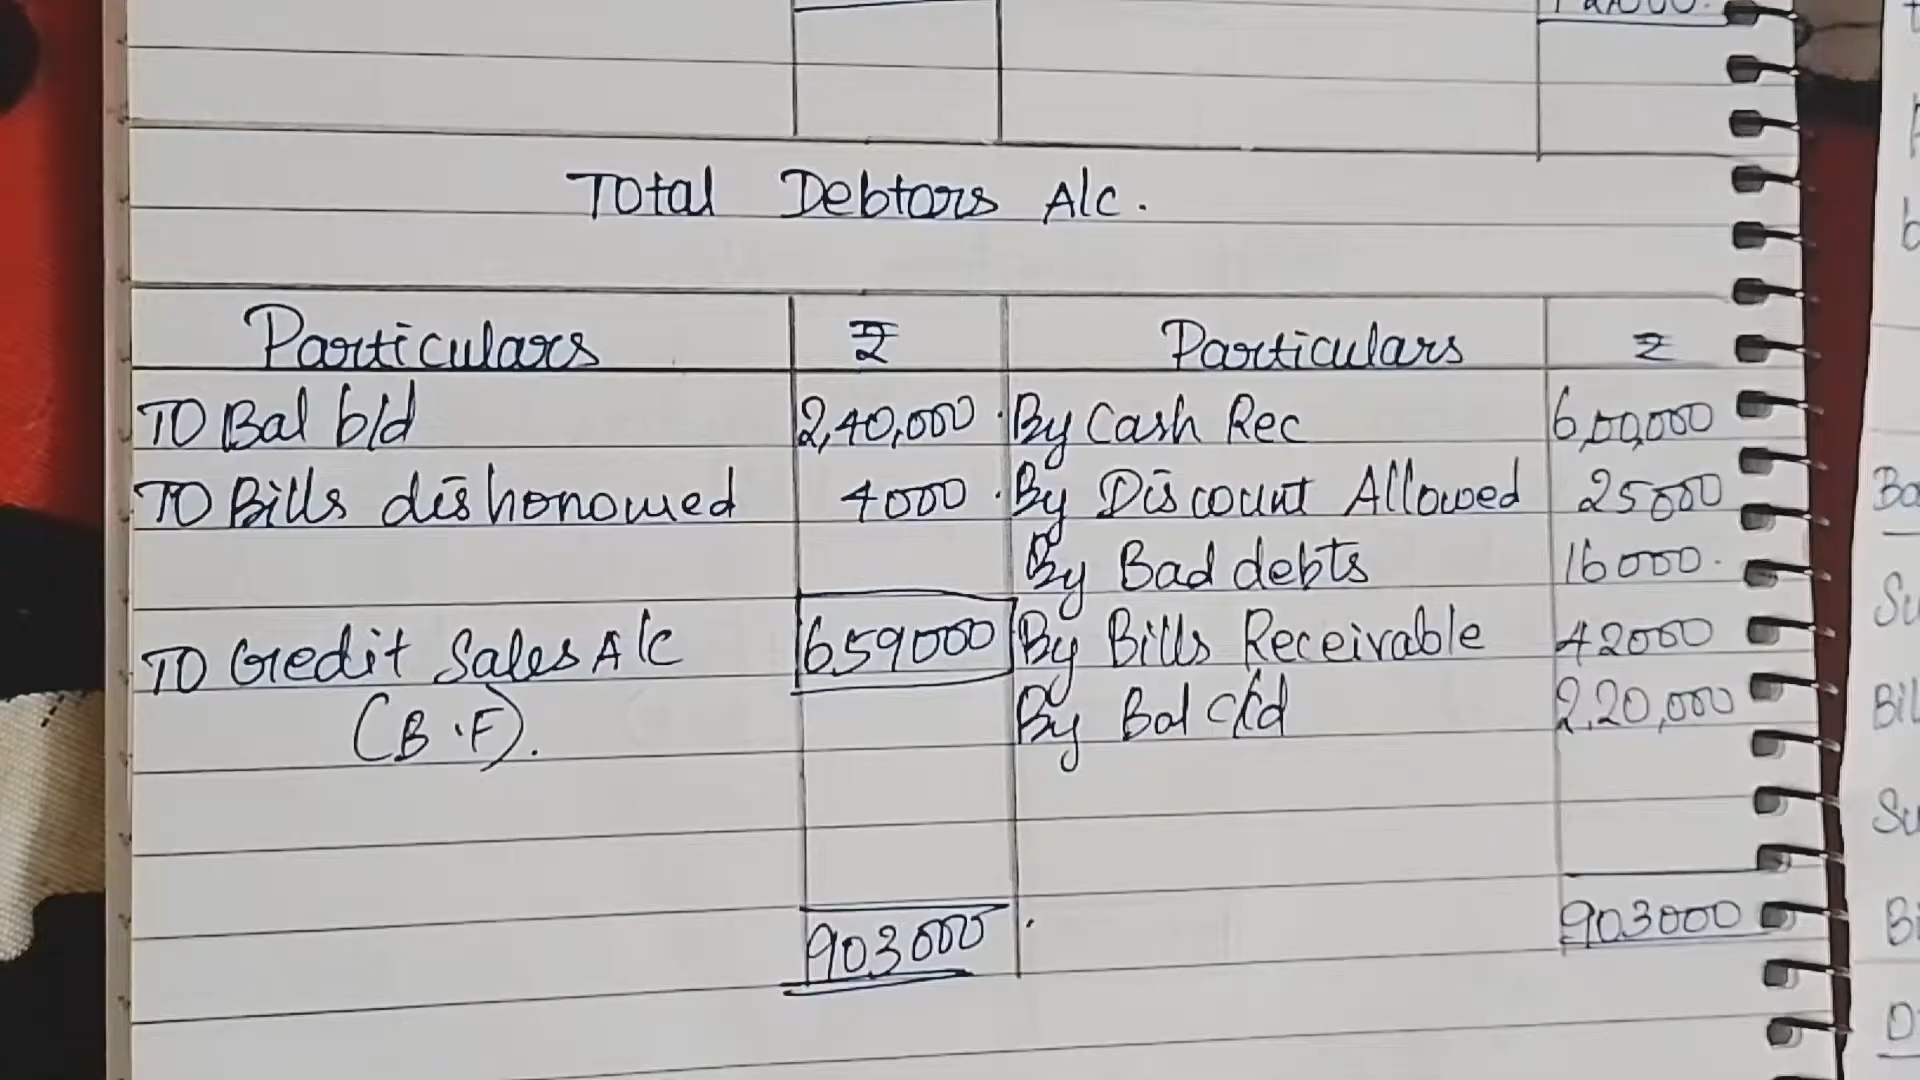 Total Debtors A/c.
Particulars ₹ Particulars ₹
To Bal b/d 2,40,000 By Cash Rec 6,00,000
To Bills dishonoured 4000 By Discount Allowed 25000
By Bad debts 16000
To Credit Sales A/c 659000 By Bills Receivable 42000
(B.F). By Bal c/d 2,20,000
903000 903000
Bi